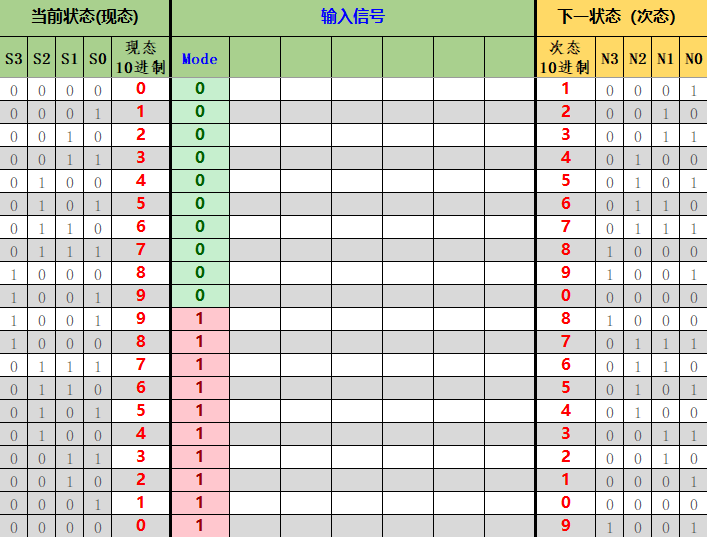 当前状态(现态) 输入信号 下一状态 (次态)
S3 S2 S1 S0 现态 10进制 Mode 次态 10进制 N3 N2 N1 N0
0 0 0 0 0 0 1 0 0 0 1
0 0 0 1 1 0 2 0 0 1 0
0 0 1 0 2 0 3 0 0 1 1
0 0 1 1 3 0 4 0 1 0 0
0 1 0 0 4 0 5 0 1 0 1
0 1 0 1 5 0 6 0 1 1 0
0 1 1 0 6 0 7 0 1 1 1
0 1 1 1 7 0 8 1 0 0 0
1 0 0 0 8 0 9 1 0 0 1
1 0 0 1 9 0 0 0 0 0 0
1 0 0 1 9 1 8 1 0 0 0
1 0 0 0 8 1 7 0 1 1 1
0 1 1 1 7 1 6 0 1 1 0
0 1 1 0 6 1 5 0 1 0 1
0 1 0 1 5 1 4 0 1 0 0
0 1 0 0 4 1 3 0 0 1 1
0 0 1 1 3 1 2 0 0 1 0
0 0 1 0 2 1 1 0 0 0 1
0 0 0 1 1 1 0 0 0 0 0
0 0 0 0 0 1 9 1 0 0 1